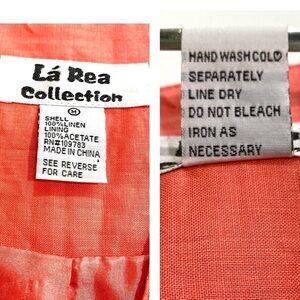 Lá Rea
Collection
M
SHELL
100%LINEN
LINING
100%ACETATE
RN#109783
MADE IN CHINA
SEE REVERSE
FOR CARE
HAND WASH COLD
SEPARATELY
LINE DRY
DO NOT BLEACH
IRON AS
NECESSARY